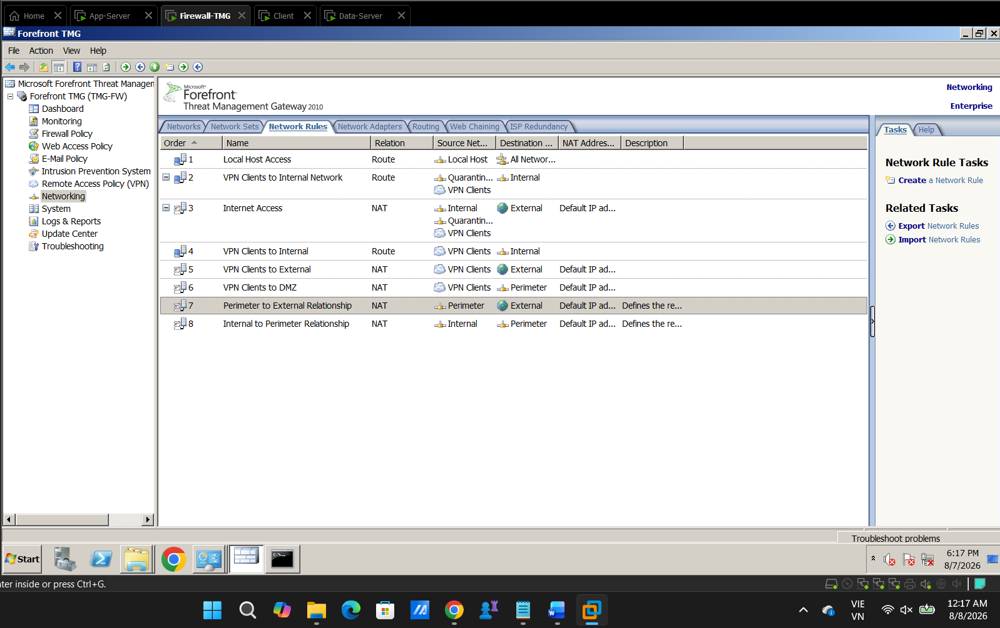 Home
App-Server
Firewall-TMG
Client
Data-Server
Forefront TMG
File Action View Help
Microsoft Forefront Threat Manager
Forefront TMG (TMG-FW)
Dashboard
Monitoring
Firewall Policy
Web Access Policy
E-Mail Policy
Intrusion Prevention System
Remote Access Policy (VPN)
Networking
System
Logs & Reports
Update Center
Troubleshooting
Microsoft
Forefront
Threat Management Gateway 2010
Networking
Enterprise
Networks Network Sets Network Rules Network Adapters Routing Web Chaining ISP Redundancy
Order Name Relation Source Net... Destination ... NAT Addres... Description
1 Local Host Access Route Local Host All Networ...
2 VPN Clients to Internal Network Route Quarantin... Internal
VPN Clients
3 Internet Access NAT Internal External Default IP ad...
Quarantin...
VPN Clients
4 VPN Clients to Internal Route VPN Clients Internal
5 VPN Clients to External NAT VPN Clients External Default IP ad...
6 VPN Clients to DMZ NAT VPN Clients Perimeter Default IP ad...
7 Perimeter to External Relationship NAT Perimeter External Default IP ad... Defines the re...
8 Internal to Perimeter Relationship NAT Internal Perimeter Default IP ad... Defines the re...
Tasks Help
Network Rule Tasks
Create a Network Rule
Related Tasks
Export Network Rules
Import Network Rules
Troubleshoot problems
Start
6:17 PM
8/7/2026
ter inside or press Ctrl+G.
VIE
VN
12:17 AM
8/8/2026